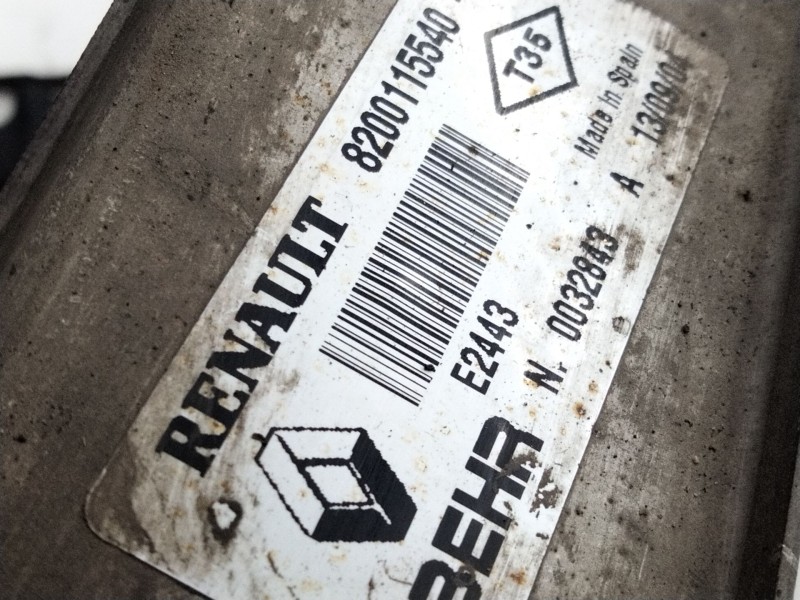 RENAULT 8200115540
T35
E2443
Made in Spain
BEHR N. 0032843 A 13/09/04